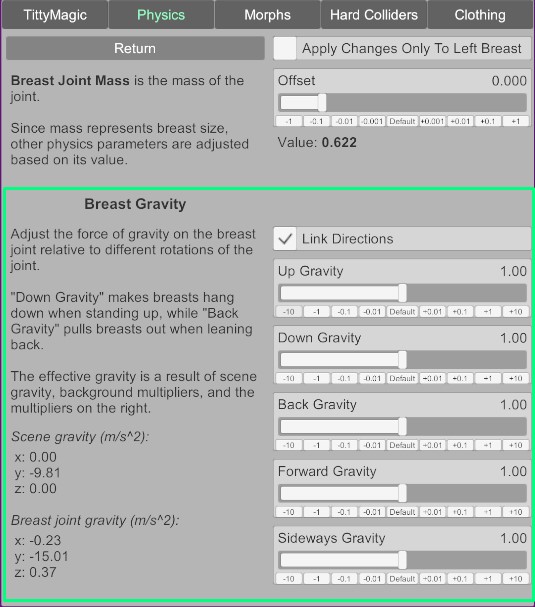 TittyMagic Physics Morphs Hard Colliders Clothing
Return
Apply Changes Only To Left Breast
Breast Joint Mass is the mass of the
joint.
Since mass represents breast size,
other physics parameters are adjusted
based on its value.
Offset 0.000
-1 -0.1 -0.01 -0.001 Default +0.001 +0.01 +0.1 +1
Value: 0.622
Breast Gravity
Adjust the force of gravity on the breast
joint relative to different rotations of the
joint.
"Down Gravity" makes breasts hang
down when standing up, while "Back
Gravity" pulls breasts out when leaning
back.
The effective gravity is a result of scene
gravity, background multipliers, and the
multipliers on the right.
Scene gravity (m/s^2):
x: 0.00
y: -9.81
z: 0.00
Breast joint gravity (m/s^2):
x: -0.23
y: -15.01
z: 0.37
Link Directions
Up Gravity 1.00
-10 -1 -0.1 -0.01 Default +0.01 +0.1 +1 +10
Down Gravity 1.00
-10 -1 -0.1 -0.01 Default +0.01 +0.1 +1 +10
Back Gravity 1.00
-10 -1 -0.1 -0.01 Default +0.01 +0.1 +1 +10
Forward Gravity 1.00
-10 -1 -0.1 -0.01 Default +0.01 +0.1 +1 +10
Sideways Gravity 1.00
-10 -1 -0.1 -0.01 Default +0.01 +0.1 +1 +10